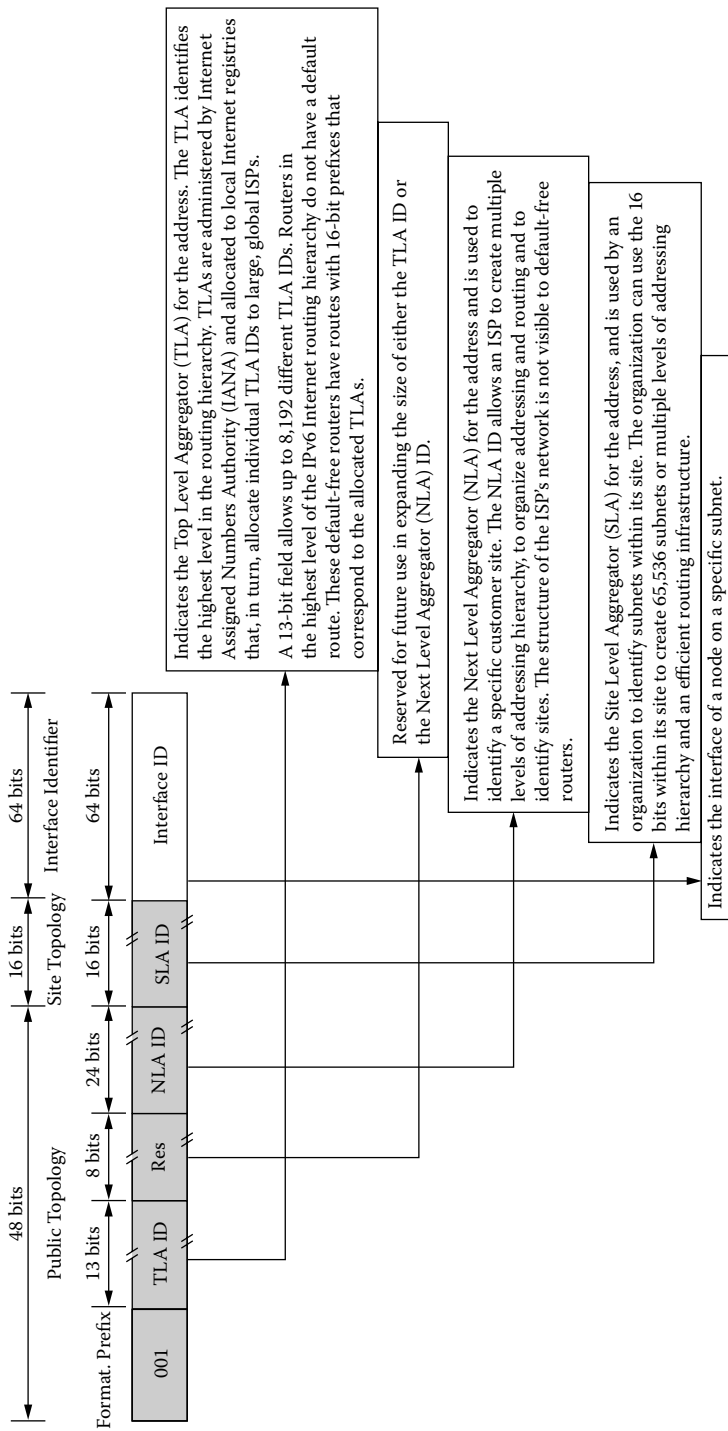 48 bits
16 bits
64 bits
Public Topology
Site Topology
Interface Identifier
Format. Prefix
13 bits
8 bits
24 bits
16 bits
64 bits
001
TLA ID
Res
NLA ID
SLA ID
Interface ID
Indicates the Top Level Aggregator (TLA) for the address. The TLA identifies
the highest level in the routing hierarchy. TLAs are administered by Internet
Assigned Numbers Authority (IANA) and allocated to local Internet registries
that, in turn, allocate individual TLA IDs to large, global ISPs.
A 13-bit field allows up to 8,192 different TLA IDs. Routers in
the highest level of the IPv6 Internet routing hierarchy do not have a default
route. These default-free routers have routes with 16-bit prefixes that
correspond to the allocated TLAs.
Reserved for future use in expanding the size of either the TLA ID or
the Next Level Aggregator (NLA) ID.
Indicates the Next Level Aggregator (NLA) for the address and is used to
identify a specific customer site. The NLA ID allows an ISP to create multiple
levels of addressing hierarchy, to organize addressing and routing and to
identify sites. The structure of the ISP's network is not visible to default-free
routers.
Indicates the Site Level Aggregator (SLA) for the address, and is used by an
organization to identify subnets within its site. The organization can use the 16
bits within its site to create 65,536 subnets or multiple levels of addressing
hierarchy and an efficient routing infrastructure.
Indicates the interface of a node on a specific subnet.